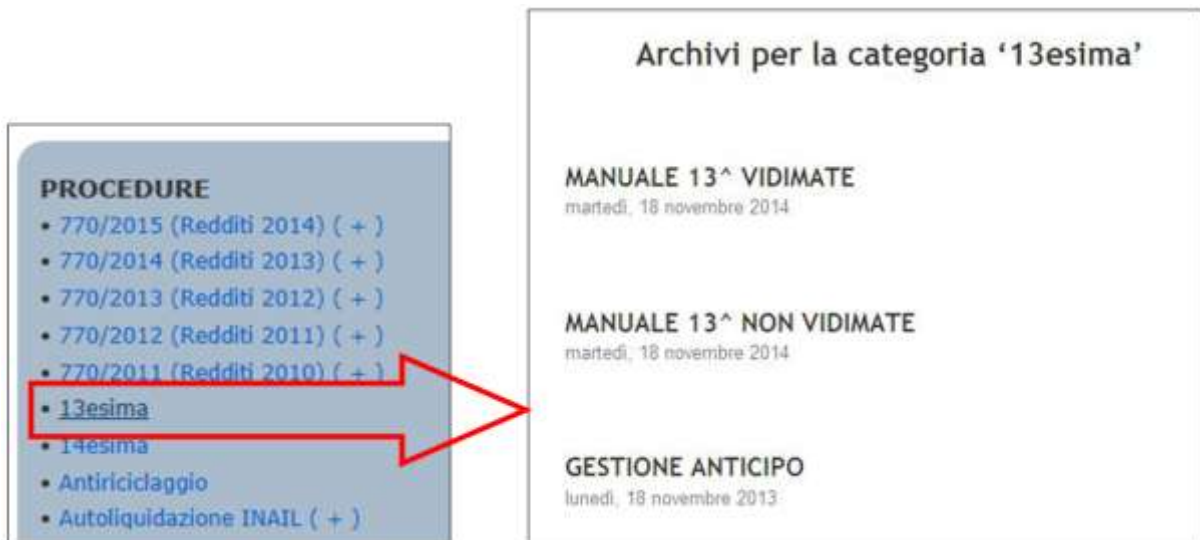 PROCEDURE
• 770/2015 (Redditi 2014) ( + )
• 770/2014 (Redditi 2013) ( + )
• 770/2013 (Redditi 2012) ( + )
• 770/2012 (Redditi 2011) ( + )
• 770/2011 (Redditi 2010) ( + )
• 13esima
• 14esima
• Antiriciclaggio
• Autoliquidazione INAIL ( + )
Archivi per la categoria ‘13esima’
MANUALE 13^ VIDIMATE
martedì, 18 novembre 2014
MANUALE 13^ NON VIDIMATE
martedì, 18 novembre 2014
GESTIONE ANTICIPO
lunedì, 18 novembre 2013